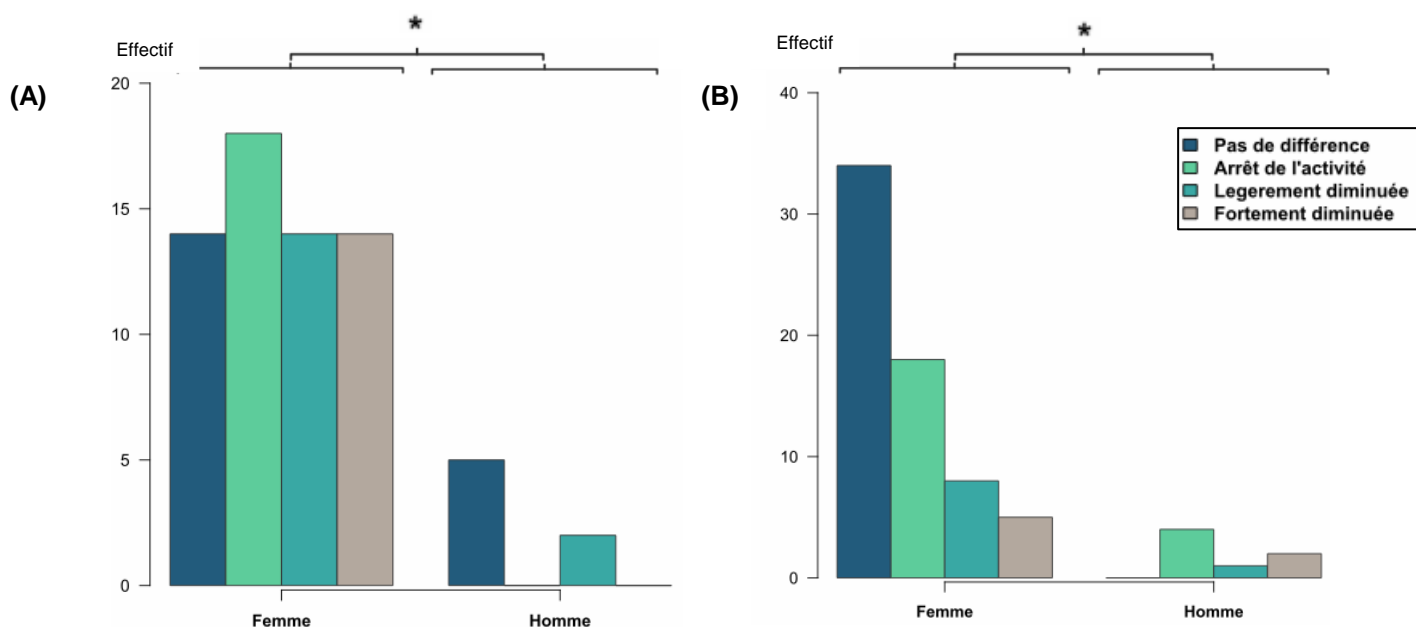 *
Effectif
(A)
20
15
10
5
0
Femme
Homme
*
Effectif
(B)
40
30
20
10
0
Pas de différence
Arrêt de l'activité
Legerement diminuée
Fortement diminuée
Femme
Homme